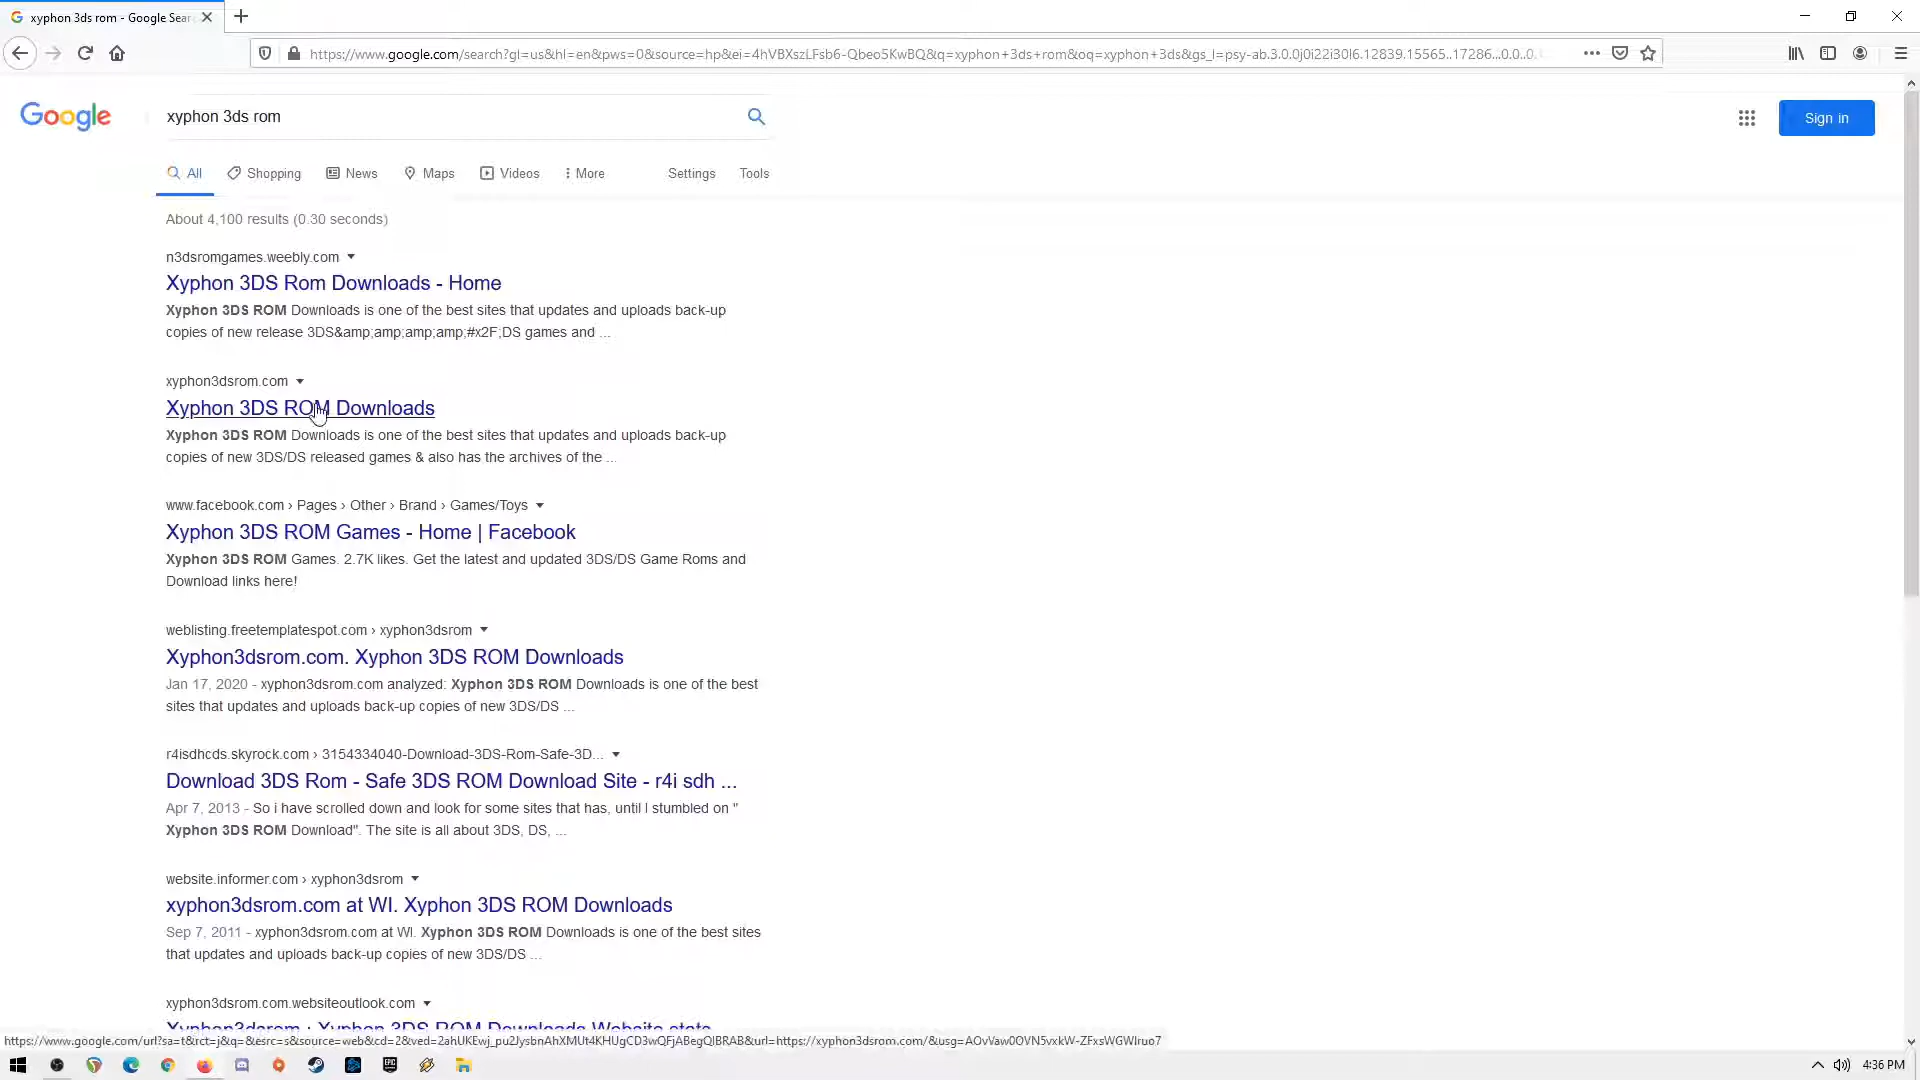 xyphon 3ds rom - Google Sear
https://www.google.com/search?gl=us&hl=en&pws=0&source=hp&ei=4hVBXszLFsb6-Qbeo5KwBQ&q=xyphon+3ds+rom&oq=xyphon+3ds&gs_l=psy-ab.3.0.0j0i22i30l6.12839.15565..17286...0.0..0.
Google
xyphon 3ds rom
Sign in
All
Shopping
News
Maps
Videos
More
Settings
Tools
About 4,100 results (0.30 seconds)
n3dsromgames.weebly.com
Xyphon 3DS Rom Downloads - Home
Xyphon 3DS ROM Downloads is one of the best sites that updates and uploads back-up
copies of new release 3DS&amp;amp;amp;amp;#x2F;DS games and ...
xyphon3dsrom.com
Xyphon 3DS ROM Downloads
Xyphon 3DS ROM Downloads is one of the best sites that updates and uploads back-up
copies of new 3DS/DS released games & also has the archives of the ...
www.facebook.com › Pages › Other › Brand › Games/Toys
Xyphon 3DS ROM Games - Home | Facebook
Xyphon 3DS ROM Games. 2.7K likes. Get the latest and updated 3DS/DS Game Roms and
Download links here!
weblisting.freetemplatespot.com › xyphon3dsrom
Xyphon3dsrom.com. Xyphon 3DS ROM Downloads
Jan 17, 2020 - xyphon3dsrom.com analyzed: Xyphon 3DS ROM Downloads is one of the best
sites that updates and uploads back-up copies of new 3DS/DS ...
r4isdhcds.skyrock.com › 3154334040-Download-3DS-Rom-Safe-3D...
Download 3DS Rom - Safe 3DS ROM Download Site - r4i sdh ...
Apr 7, 2013 - So i have scrolled down and look for some sites that has, until I stumbled on "
Xyphon 3DS ROM Download". The site is all about 3DS, DS, ...
website.informer.com › xyphon3dsrom
xyphon3dsrom.com at WI. Xyphon 3DS ROM Downloads
Sep 7, 2011 - xyphon3dsrom.com at WI. Xyphon 3DS ROM Downloads is one of the best sites
that updates and uploads back-up copies of new 3DS/DS ...
xyphon3dsrom.com.websiteoutlook.com
Xyphon3dsrom : Xyphon 3DS ROM Downloads Website stats
4:36 PM